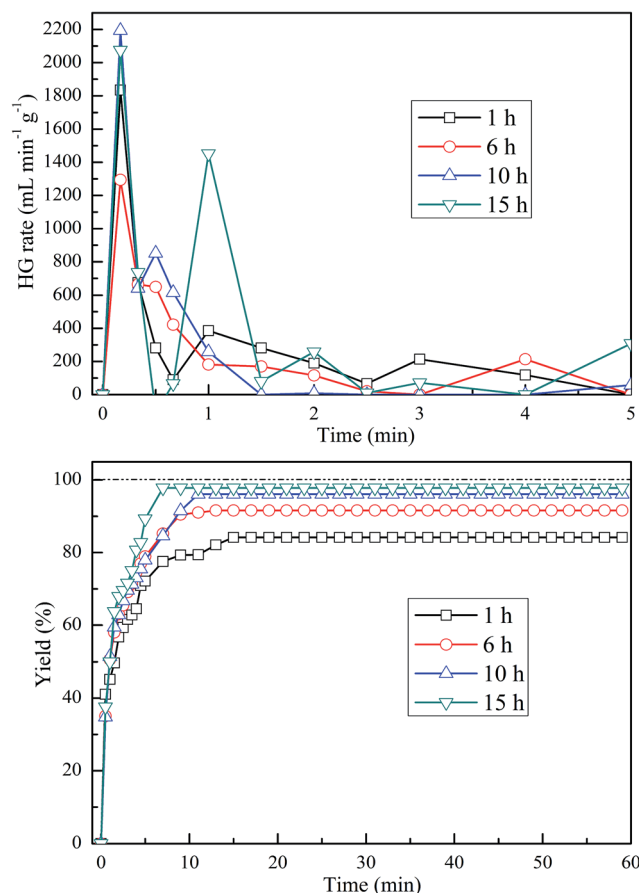 2200
2000
1800
1600
1400
1200
1000
800
600
400
200
0
HG rate (mL min⁻¹ g⁻¹)
1 h
6 h
10 h
15 h
0 1 2 3 4 5
Time (min)
100
80
60
40
20
0
Yield (%)
1 h
6 h
10 h
15 h
0 10 20 30 40 50 60
Time (min)